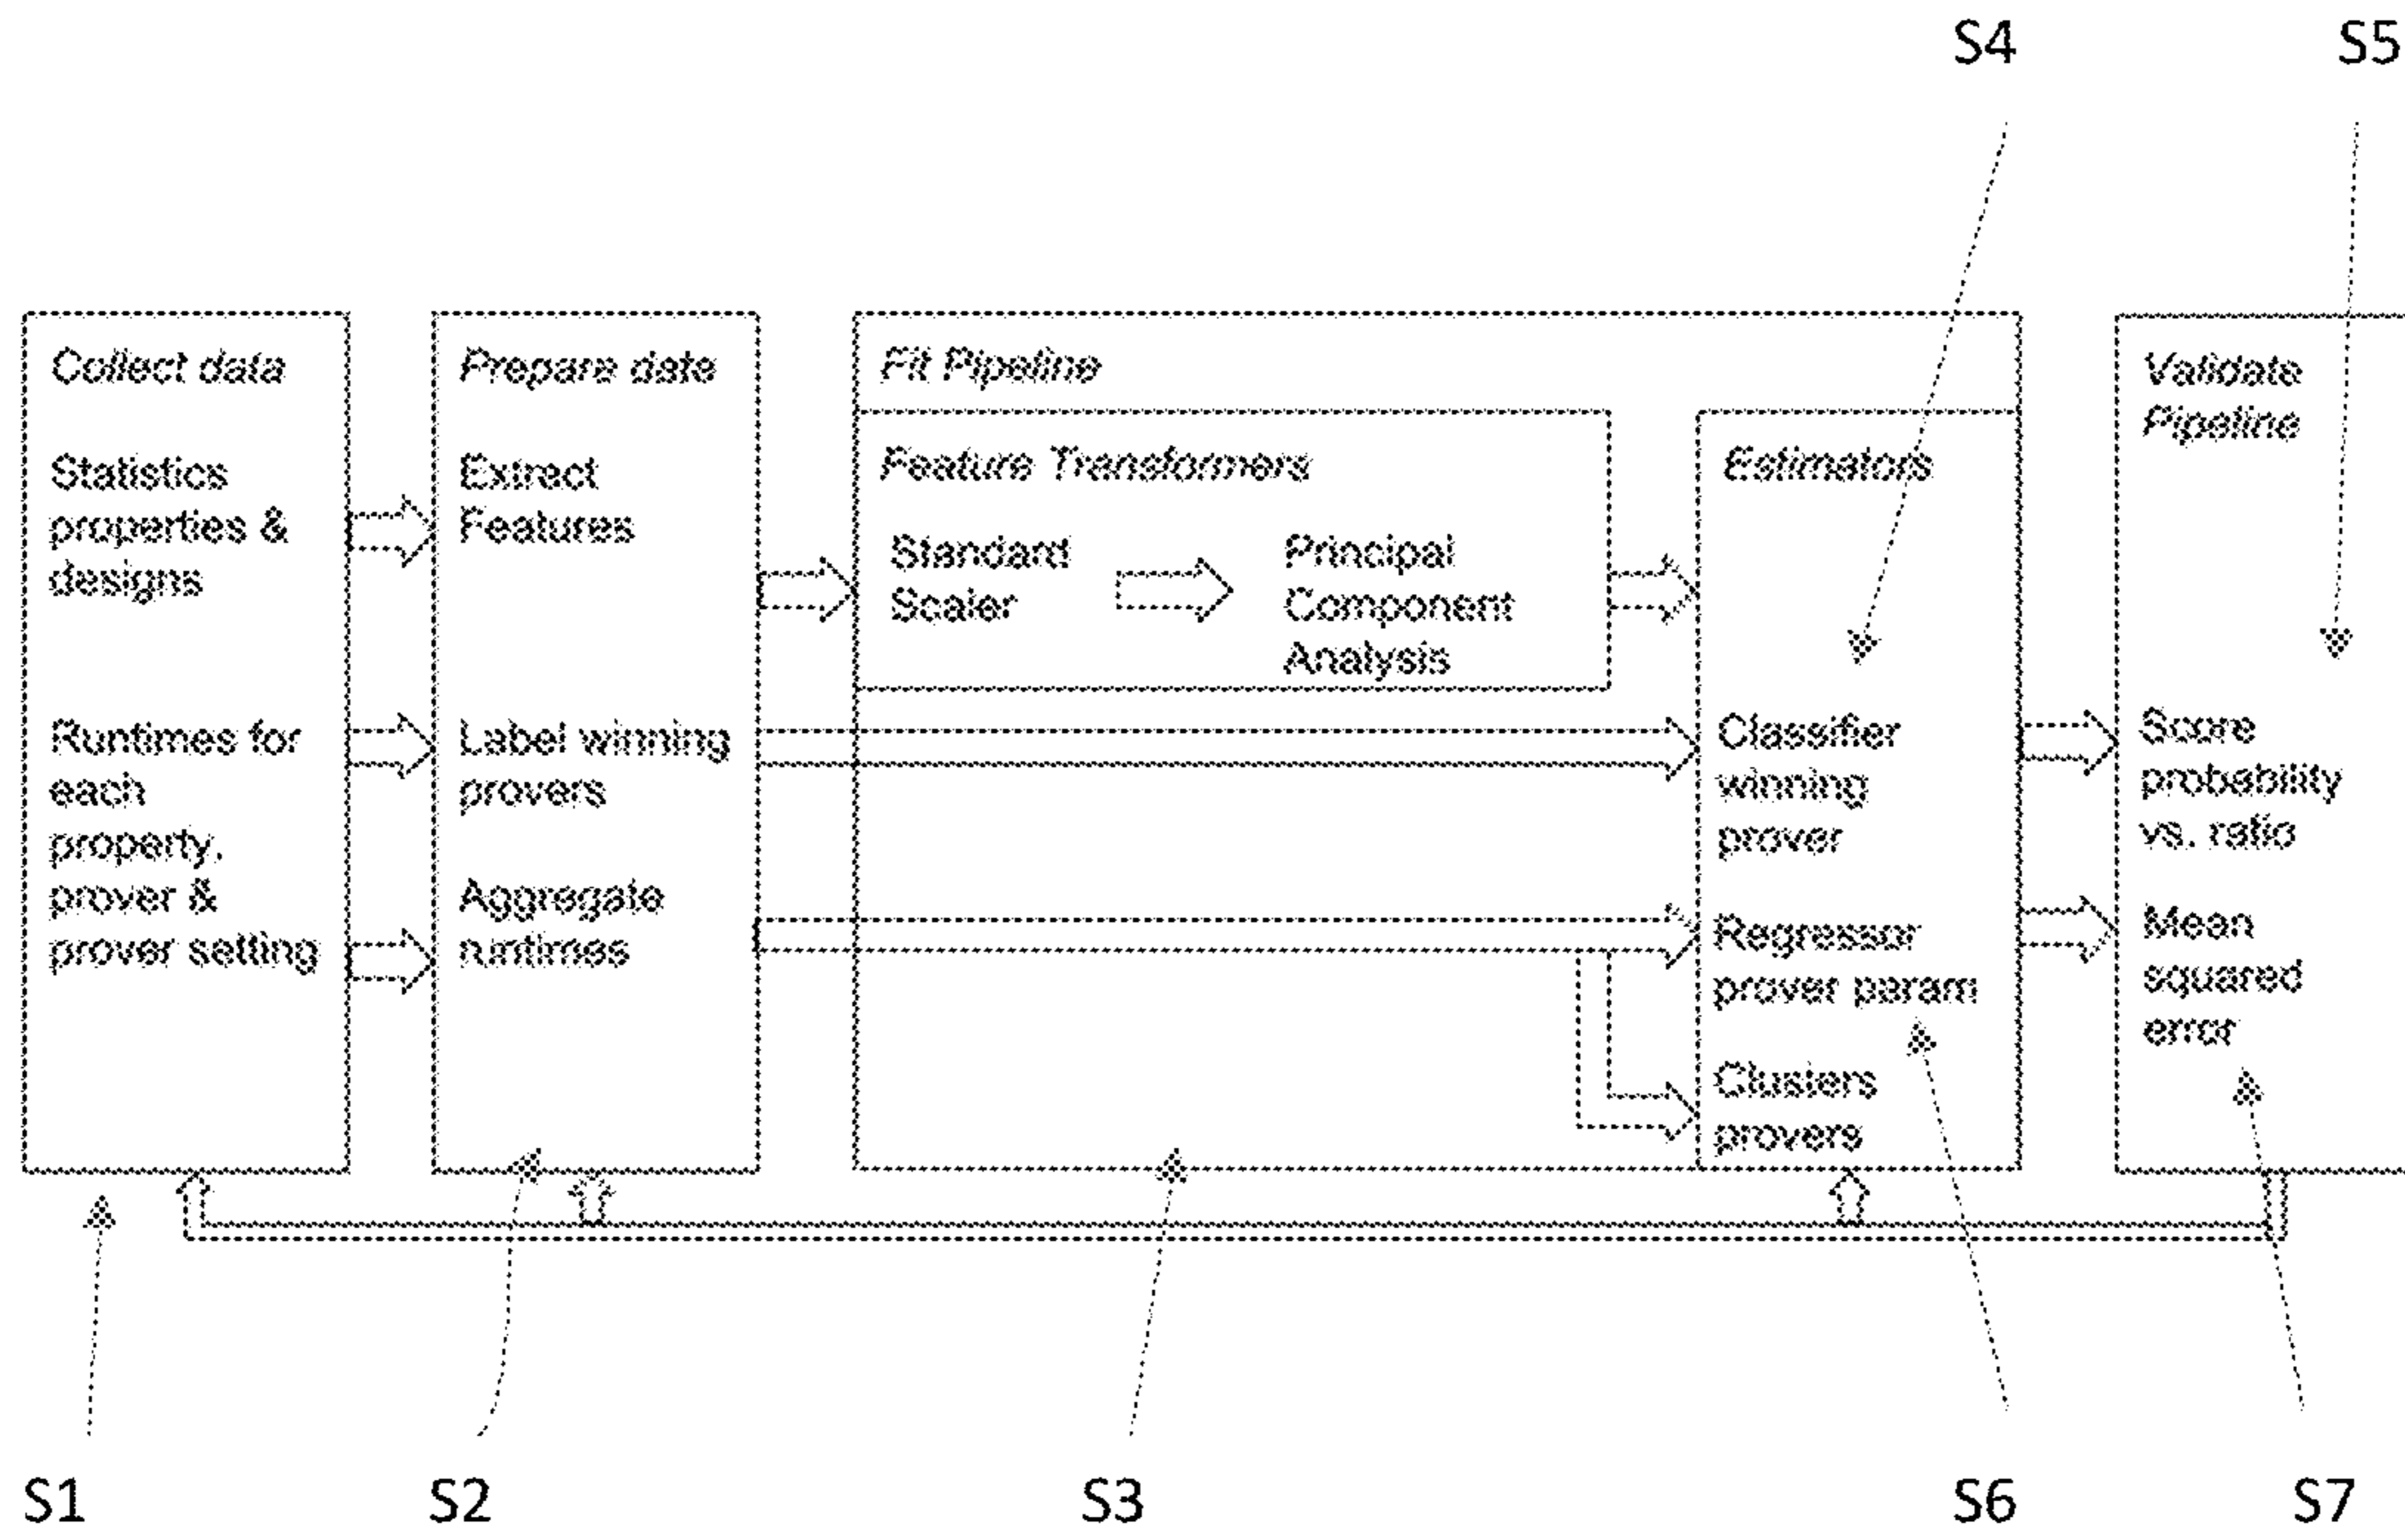 S4
S5
Collect data
Statistics
properties &
designs
Runtimes for
each
property,
prover &
prover setting
Prepare date
Extract
Features
Label winning
provers
Aggregate
runtimes
Fit Pipeline
Feature Transformers
Standard
Scaler
Principal
Component
Analysis
Estimators
Classifier
winning
prover
Regressor
prover param
Clusters
provers
Validate
Pipeline
Score
probability
vs. ratio
Mean
squared
error
S1
S2
S3
S6
S7